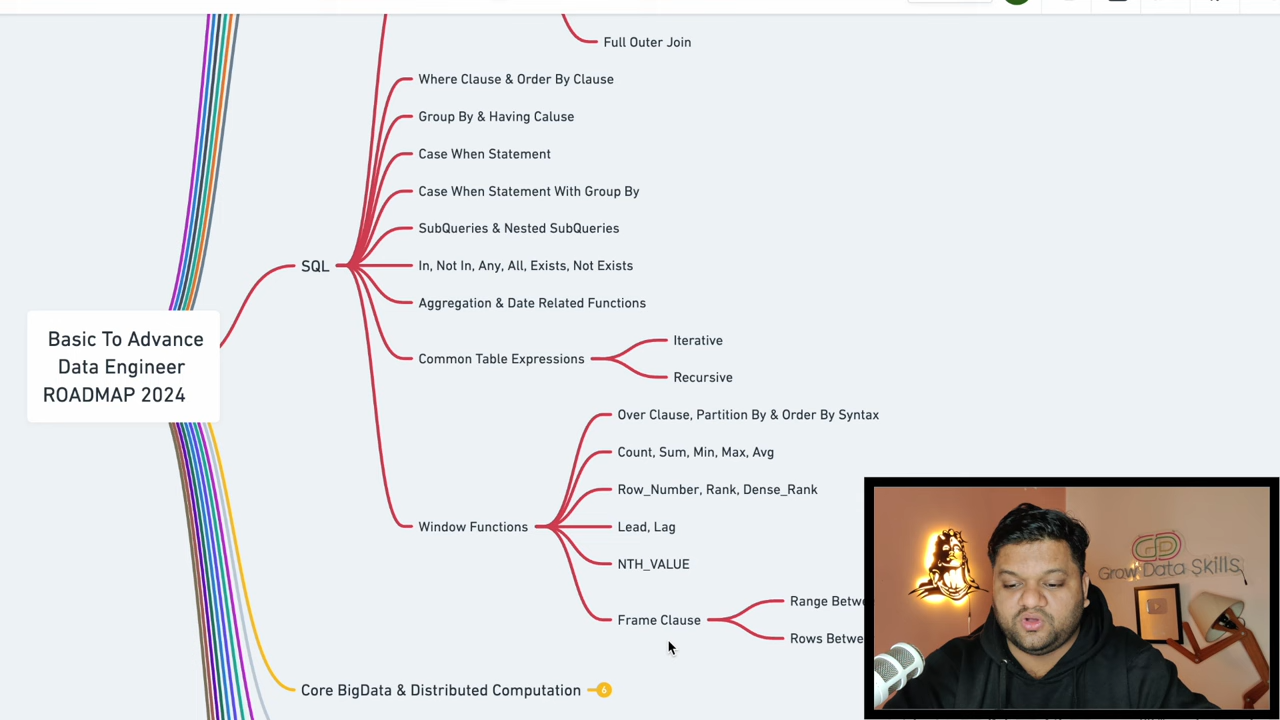 Full Outer Join
Where Clause & Order By Clause
Group By & Having Caluse
Case When Statement
Case When Statement With Group By
SubQueries & Nested SubQueries
SQL
In, Not In, Any, All, Exists, Not Exists
Aggregation & Date Related Functions
Basic To Advance
Data Engineer
ROADMAP 2024
Common Table Expressions
Iterative
Recursive
Over Clause, Partition By & Order By Syntax
Count, Sum, Min, Max, Avg
Row_Number, Rank, Dense_Rank
Window Functions
Lead, Lag
NTH_VALUE
Frame Clause
Range
Rows
Core BigData & Distributed Computation
6
GD
Grow Data Skills